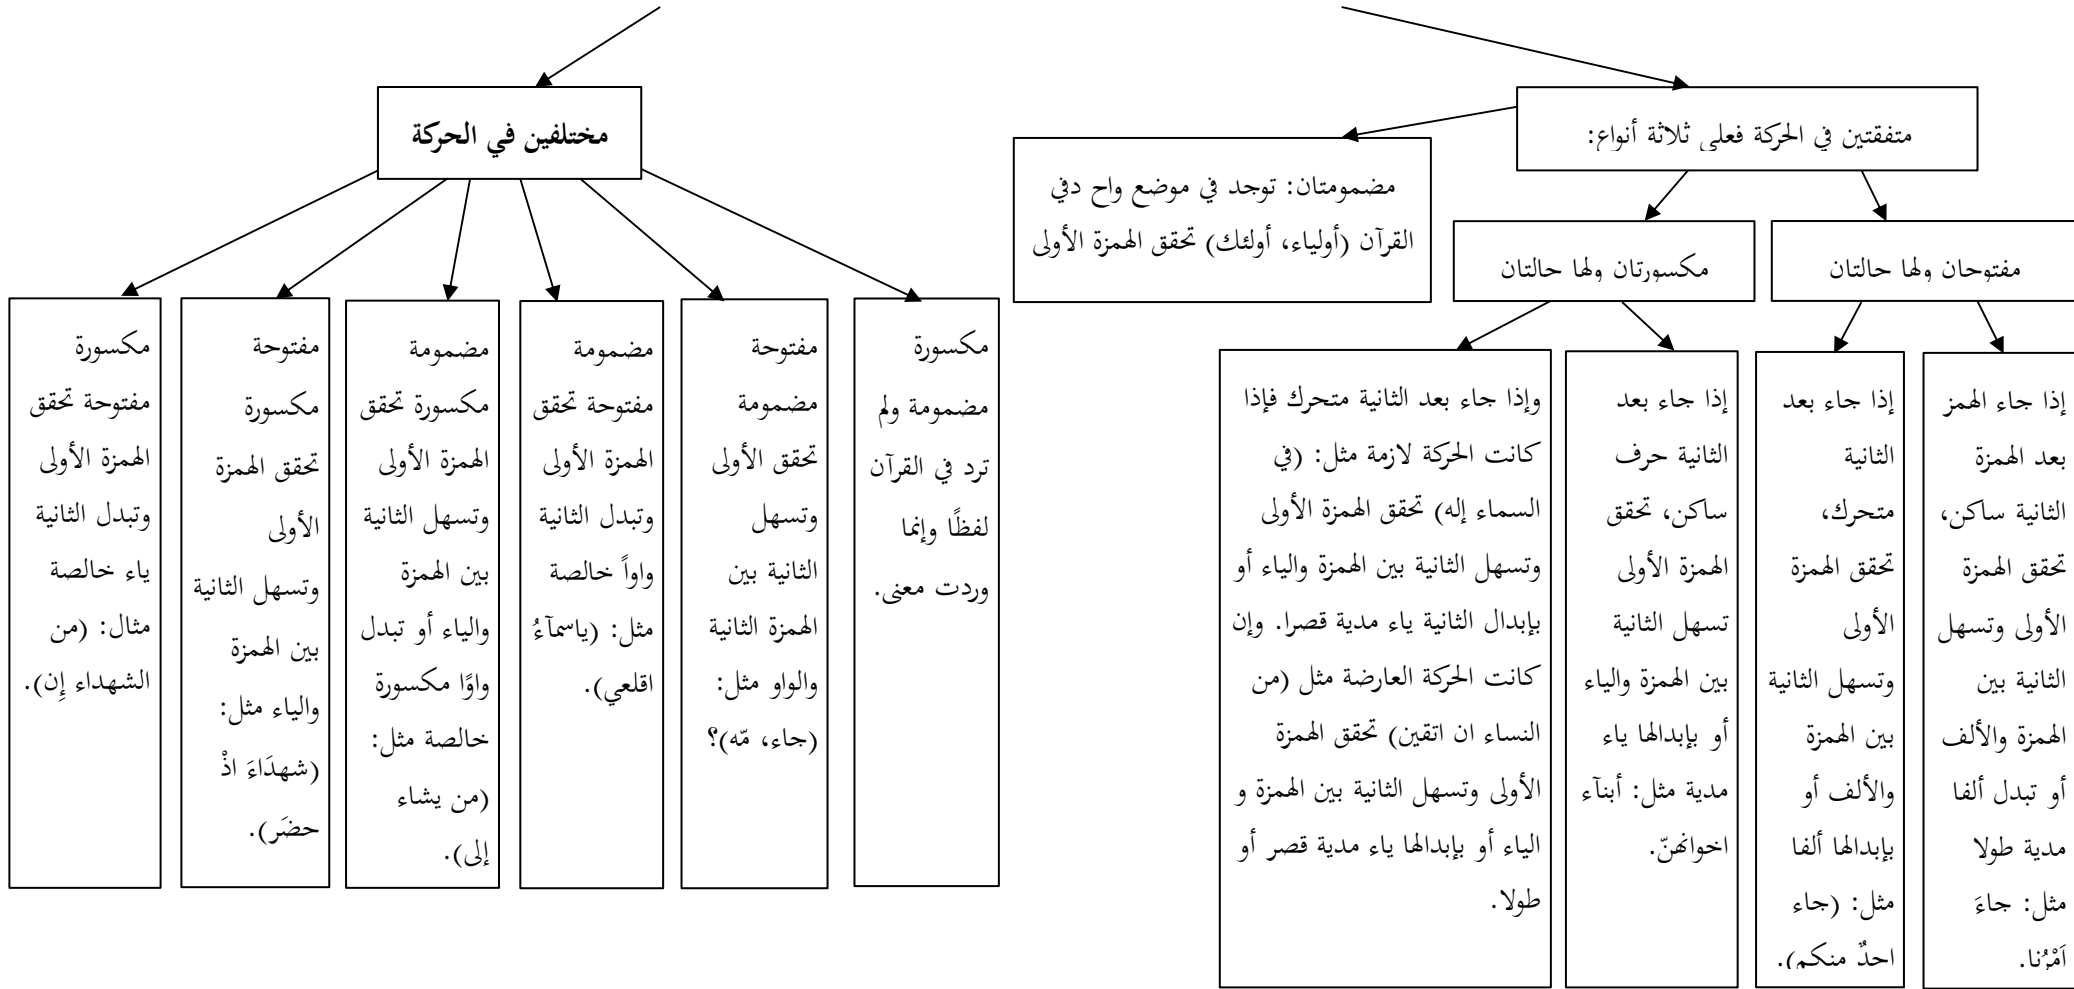 متفقتين في الحركة فعلى ثلاثة أنواع:
مضمومتان: توجد في موضع واح دفي
القرآن (أولياء، أولئك) تحقق الهمزة الأولى
مفتوحان ولها حالتان
مكسورتان ولها حالتان
إذا جاء الهمز
بعد الهمزة
الثانية ساكن،
تحقق الهمزة
الأولى وتسهل
الثانية بين
الهمزة والألف
أو تبدل ألفا
مدية طولا
مثل: جاءَ
اَمْرُنا.
إذا جاء بعد
الثانية
متحرك،
تحقق الهمزة
الأولى
وتسهل الثانية
بين الهمزة
والألف أو
بإبدالها ألفا
مثل: (جاء
احدٌ منكم).
إذا جاء بعد
الثانية حرف
ساكن، تحقق
الهمزة الأولى
تسهل الثانية
بين الهمزة والياء
أو بإبدالها ياء
مدية مثل: أبنآء
اخوانهنّ.
وإذا جاء بعد الثانية متحرك فإذا
كانت الحركة لازمة مثل: (في
السماء إله) تحقق الهمزة الأولى
وتسهل الثانية بين الهمزة والياء أو
بإبدال الثانية ياء مدية قصرا. وإن
كانت الحركة العارضة مثل (من
النساء ان اتقين) تحقق الهمزة
الأولى وتسهل الثانية بين الهمزة و
الياء أو بإبدالها ياء مدية قصر أو
طولا.
مختلفين في الحركة
مكسورة
مضمومة ولم
ترد في القرآن
لفظًا وإنما
وردت معنى.
مفتوحة
مضمومة
تحقق الأولى
وتسهل
الثانية بين
الهمزة الثانية
والواو مثل:
(جاء، مّه)؟
مضمومة
مفتوحة تحقق
الهمزة الأولى
وتبدل الثانية
واواً خالصة
مثل: (ياسمآءُ
اقلعي).
مضمومة
مكسورة تحقق
الهمزة الأولى
وتسهل الثانية
بين الهمزة
والياء أو تبدل
واوًا مكسورة
خالصة مثل:
(من يشاء
إلى).
مفتوحة
مكسورة
تحقق الهمزة
الأولى
وتسهل الثانية
بين الهمزة
والياء مثل:
(شهدَاءَ اذْ
حضَر).
مكسورة
مفتوحة تحقق
الهمزة الأولى
وتبدل الثانية
ياء خالصة
مثال: (من
الشهداء إِن).